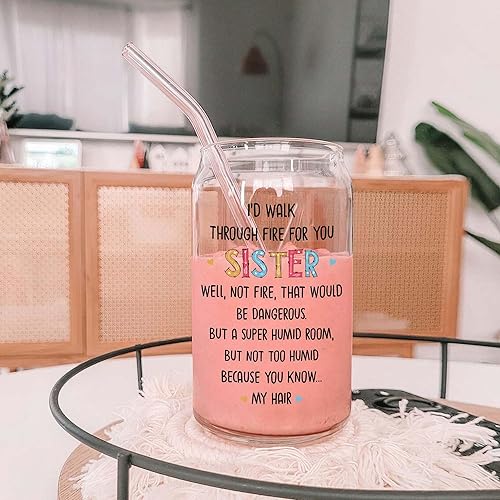 I'D WALK
THROUGH FIRE FOR YOU
SISTER
WELL, NOT FIRE, THAT WOULD
BE DANGEROUS.
BUT A SUPER HUMID ROOM,
BUT NOT TOO HUMID
BECAUSE YOU KNOW...
MY HAIR